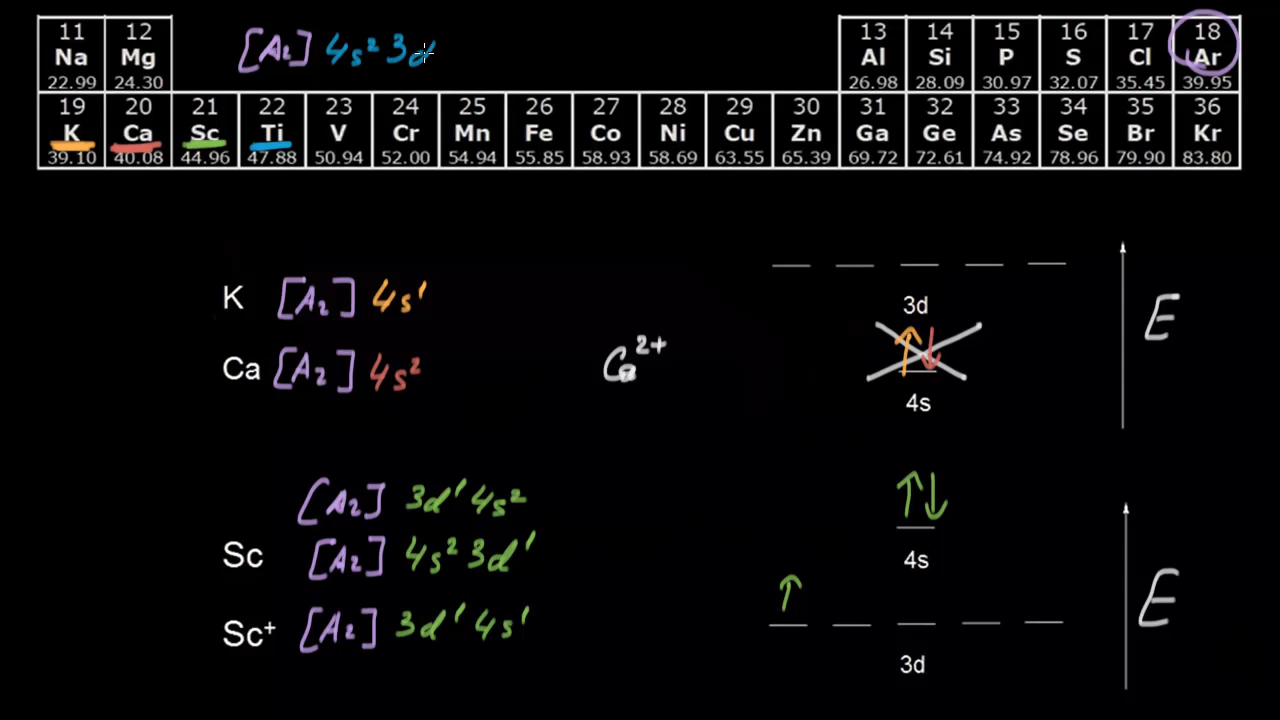 11 12 [Ar] 4s² 3d 13 14 15 16 17 18
Na Mg Al Si P S Cl Ar
22.99 24.30 26.98 28.09 30.97 32.07 35.45 39.95
19 20 21 22 23 24 25 26 27 28 29 30 31 32 33 34 35 36
K Ca Sc Ti V Cr Mn Fe Co Ni Cu Zn Ga Ge As Se Br Kr
39.10 40.08 44.96 47.88 50.94 52.00 54.94 55.85 58.93 58.69 63.55 65.39 69.72 72.61 74.92 78.96 79.90 83.80
K [Ar] 4s¹
Ca [Ar] 4s²
Ca²⁺
3d
4s
E
[Ar] 3d¹ 4s²
Sc [Ar] 4s² 3d¹
Sc⁺ [Ar] 3d¹ 4s¹
4s
3d
E